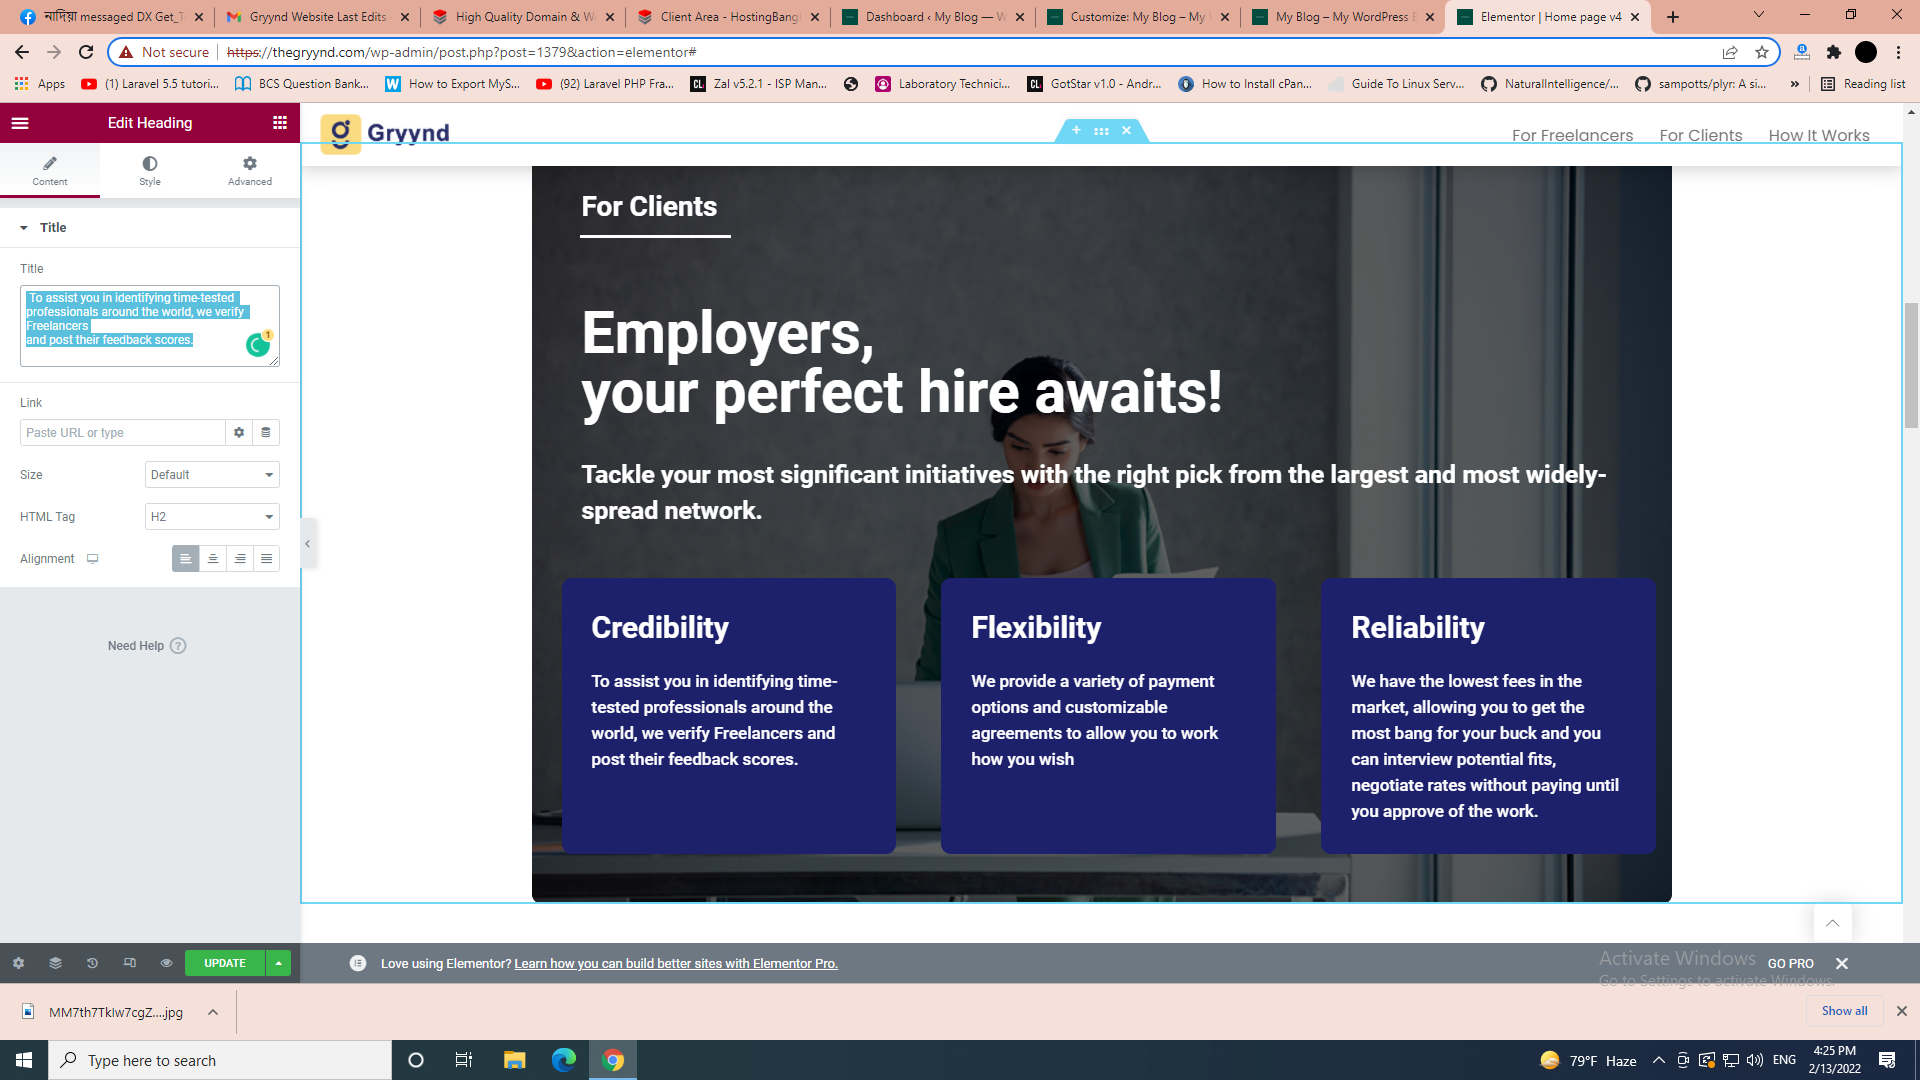 নাদিয়া messaged DX Get_T
Gryynd Website Last Edits
High Quality Domain & W
Client Area - HostingBang
Dashboard ‹ My Blog — W
Customize: My Blog – My
My Blog – My WordPress
Elementor | Home page v4
Not secure
https://thegryynd.com/wp-admin/post.php?post=1379&action=elementor#
Apps
(1) Laravel 5.5 tutori...
BCS Question Bank...
How to Export MyS...
(92) Laravel PHP Fra...
Zal v5.2.1 - ISP Man...
Laboratory Technici...
GotStar v1.0 - Andr...
How to Install cPan...
Guide To Linux Serv...
NaturalIntelligence/...
sampotts/plyr: A si...
»
Reading list
Edit Heading
Gryynd
For Freelancers
For Clients
How It Works
Content
Style
Advanced
Title
Title
To assist you in identifying time-tested
professionals around the world, we verify
Freelancers
and post their feedback scores.
1
Link
Paste URL or type
Size
Default
HTML Tag
H2
Alignment
Need Help ?
For Clients
Employers,
your perfect hire awaits!
Tackle your most significant initiatives with the right pick from the largest and most widely-
spread network.
Credibility
To assist you in identifying time-
tested professionals around the
world, we verify Freelancers and
post their feedback scores.
Flexibility
We provide a variety of payment
options and customizable
agreements to allow you to work
how you wish
Reliability
We have the lowest fees in the
market, allowing you to get the
most bang for your buck and you
can interview potential fits,
negotiate rates without paying until
you approve of the work.
UPDATE
Love using Elementor? Learn how you can build better sites with Elementor Pro.
GO PRO
Activate Windows
Go to Settings to activate Windows.
MM7th7TkIw7cgZ....jpg
Show all
Type here to search
79°F Haze
ENG
4:25 PM
2/13/2022